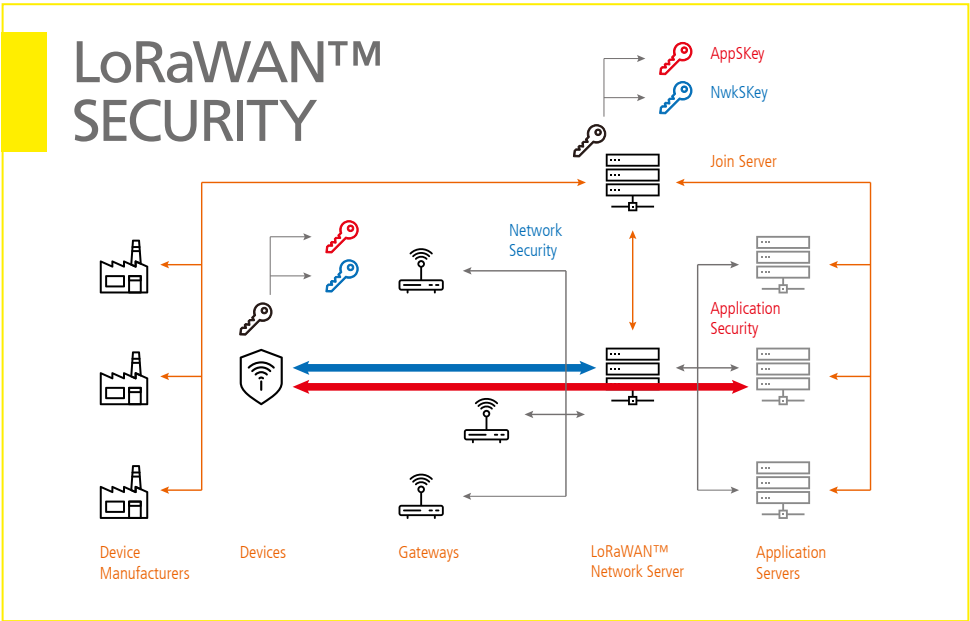 LoRaWAN™
SECURITY
AppSKey
NwkSKey
Join Server
Network
Security
Application
Security
Device
Manufacturers
Devices
Gateways
LoRaWAN™
Network Server
Application
Servers